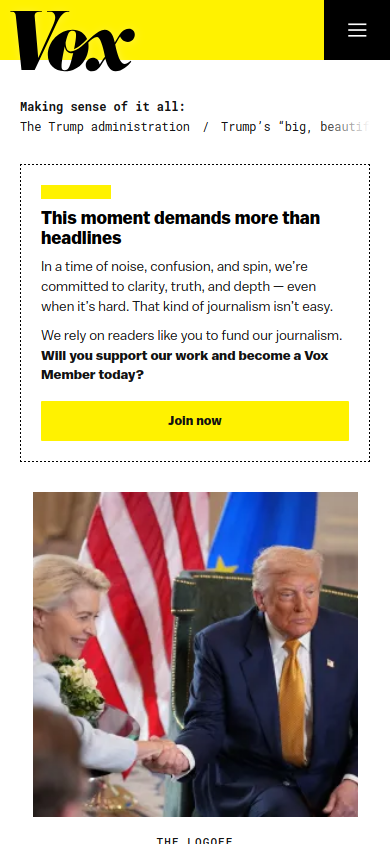 Vox
Making sense of it all:
The Trump administration / Trump’s “big, beauti
This moment demands more than
headlines
In a time of noise, confusion, and spin, we’re
committed to clarity, truth, and depth — even
when it’s hard. That kind of journalism isn’t easy.
We rely on readers like you to fund our journalism.
Will you support our work and become a Vox
Member today?
Join now
THE LOGOFF